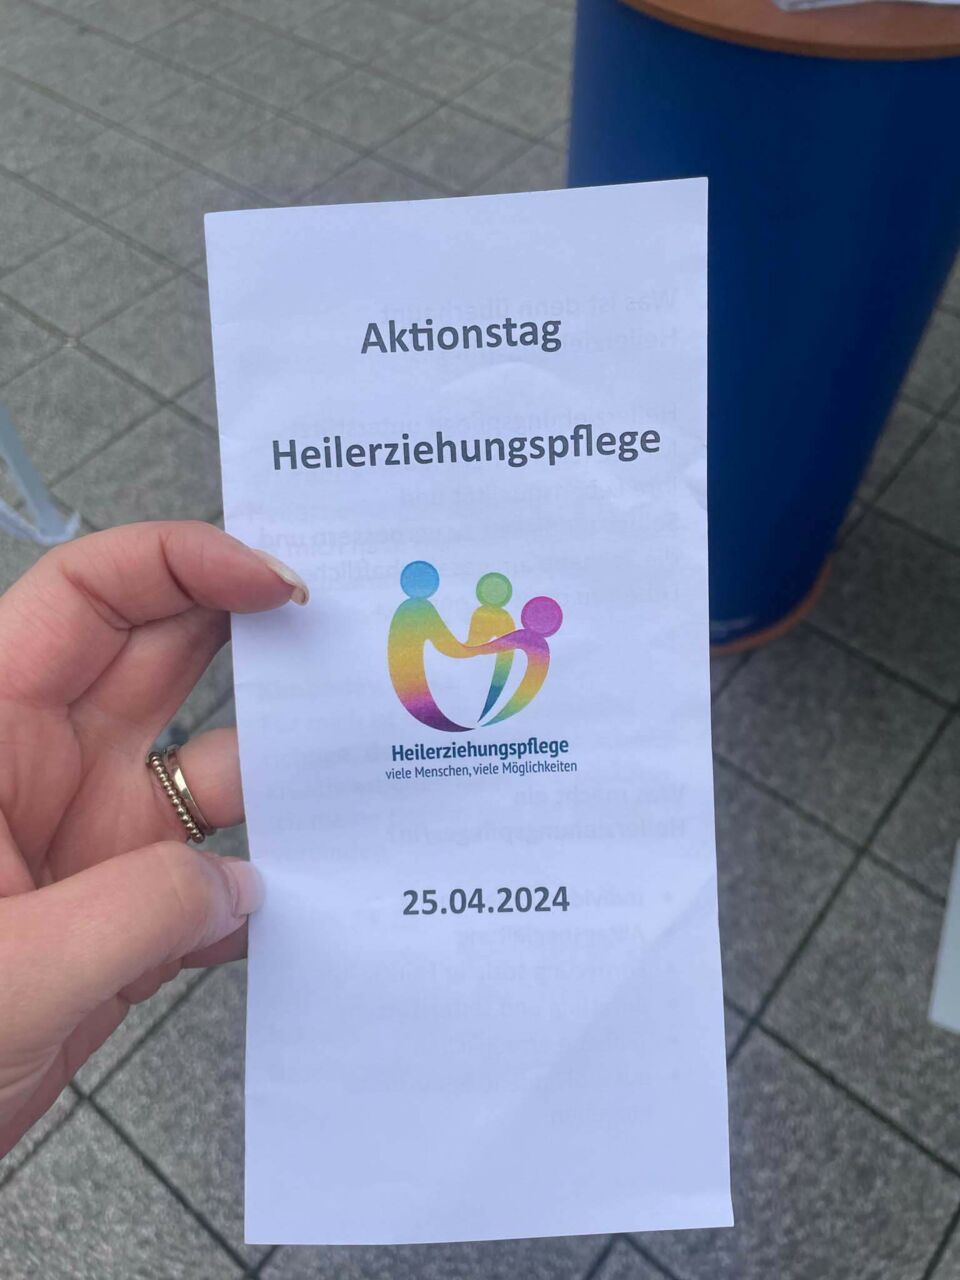 Aktionstag
Heilerziehungspflege
Heilerziehungspflege
viele Menschen, viele Möglichkeiten
25.04.2024